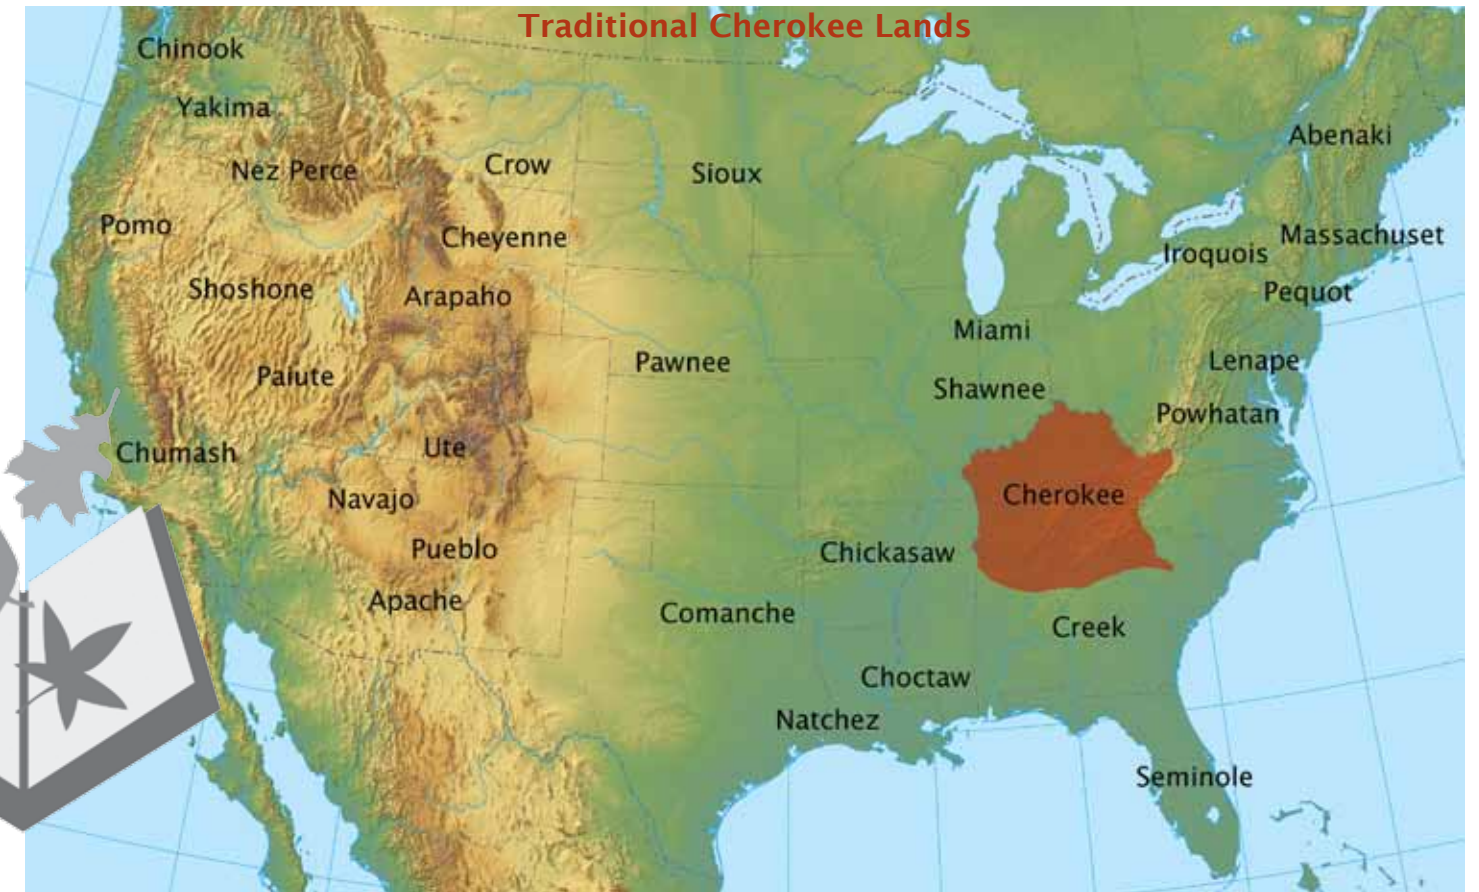 Traditional Cherokee Lands
Chinook
Yakima
Nez Perce
Crow
Sioux
Abenaki
Pomo
Cheyenne
Massachuset
Iroquois
Shoshone
Arapaho
Pequot
Miami
Pawnee
Lenape
Paiute
Shawnee
Powhatan
Chumash
Ute
Navajo
Cherokee
Pueblo
Chickasaw
Apache
Comanche
Creek
Choctaw
Natchez
Seminole